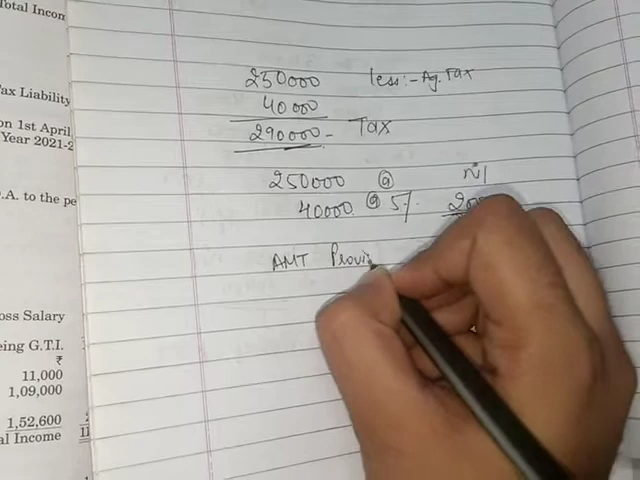 Total Incom
Tax Liability
on 1st April
Year 2021-2
.A. to the pe
oss Salary
eing G.T.I.
₹
11,000
1,09,000
1,52,600
al Income
250000 less:- Ag. Tax
40000
290000 - Tax
250000 @ Nil
40000 @ 5%
AMT Provi